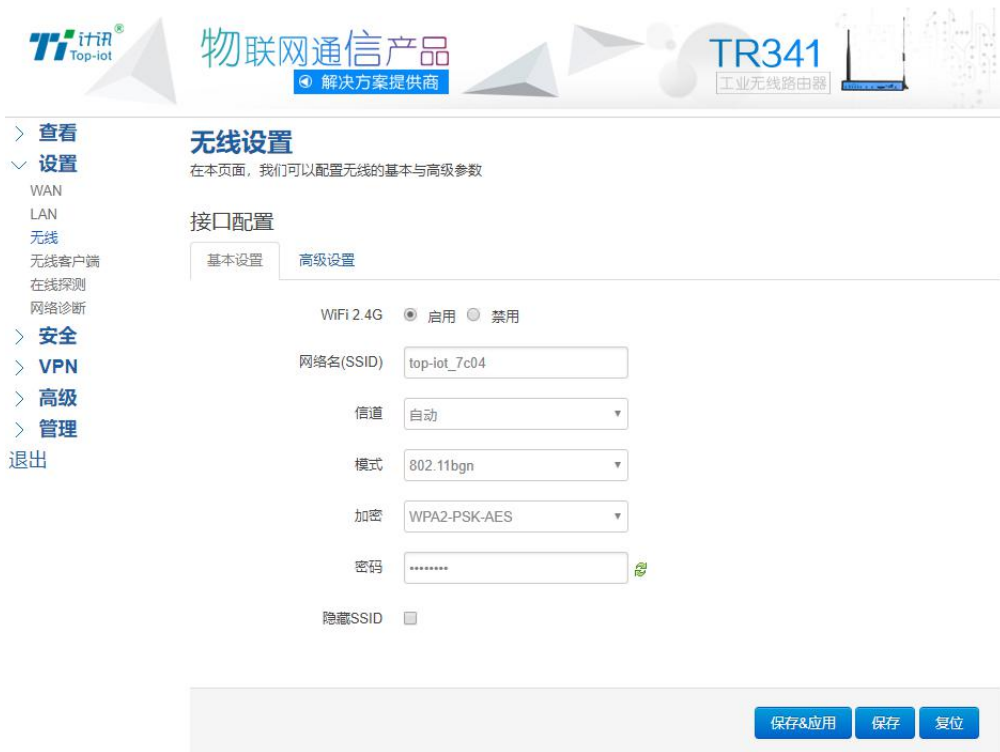 计讯®
Top-iot
物联网通信产品
解决方案提供商
TR341
工业无线路由器
查看
设置
WAN
LAN
无线
无线客户端
在线探测
网络诊断
安全
VPN
高级
管理
退出
无线设置
在本页面，我们可以配置无线的基本与高级参数
接口配置
基本设置 高级设置
WiFi 2.4G 启用 禁用
网络名(SSID) top-iot_7c04
信道 自动
模式 802.11bgn
加密 WPA2-PSK-AES
密码 ••••••••
隐藏SSID
保存&应用 保存 复位